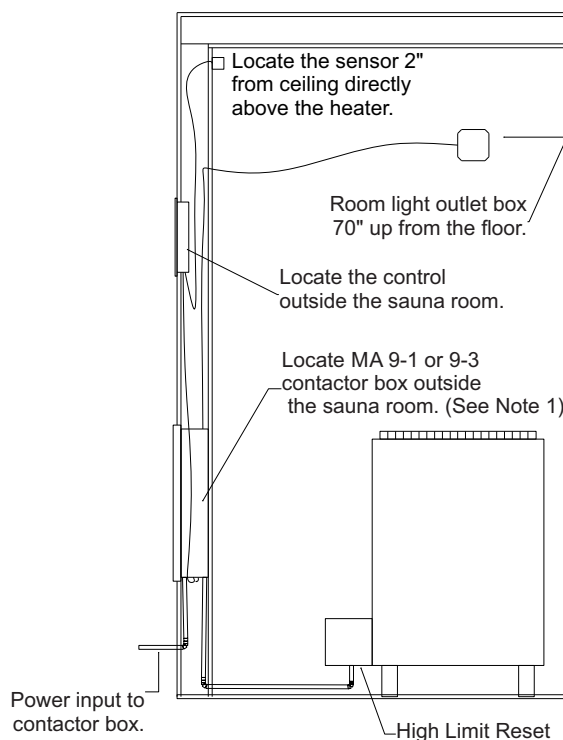 Locate the sensor 2"
from ceiling directly
above the heater.
Room light outlet box
70" up from the floor.
Locate the control
outside the sauna room.
Locate MA 9-1 or 9-3
contactor box outside
the sauna room. (See Note 1)
Power input to
contactor box.
High Limit Reset